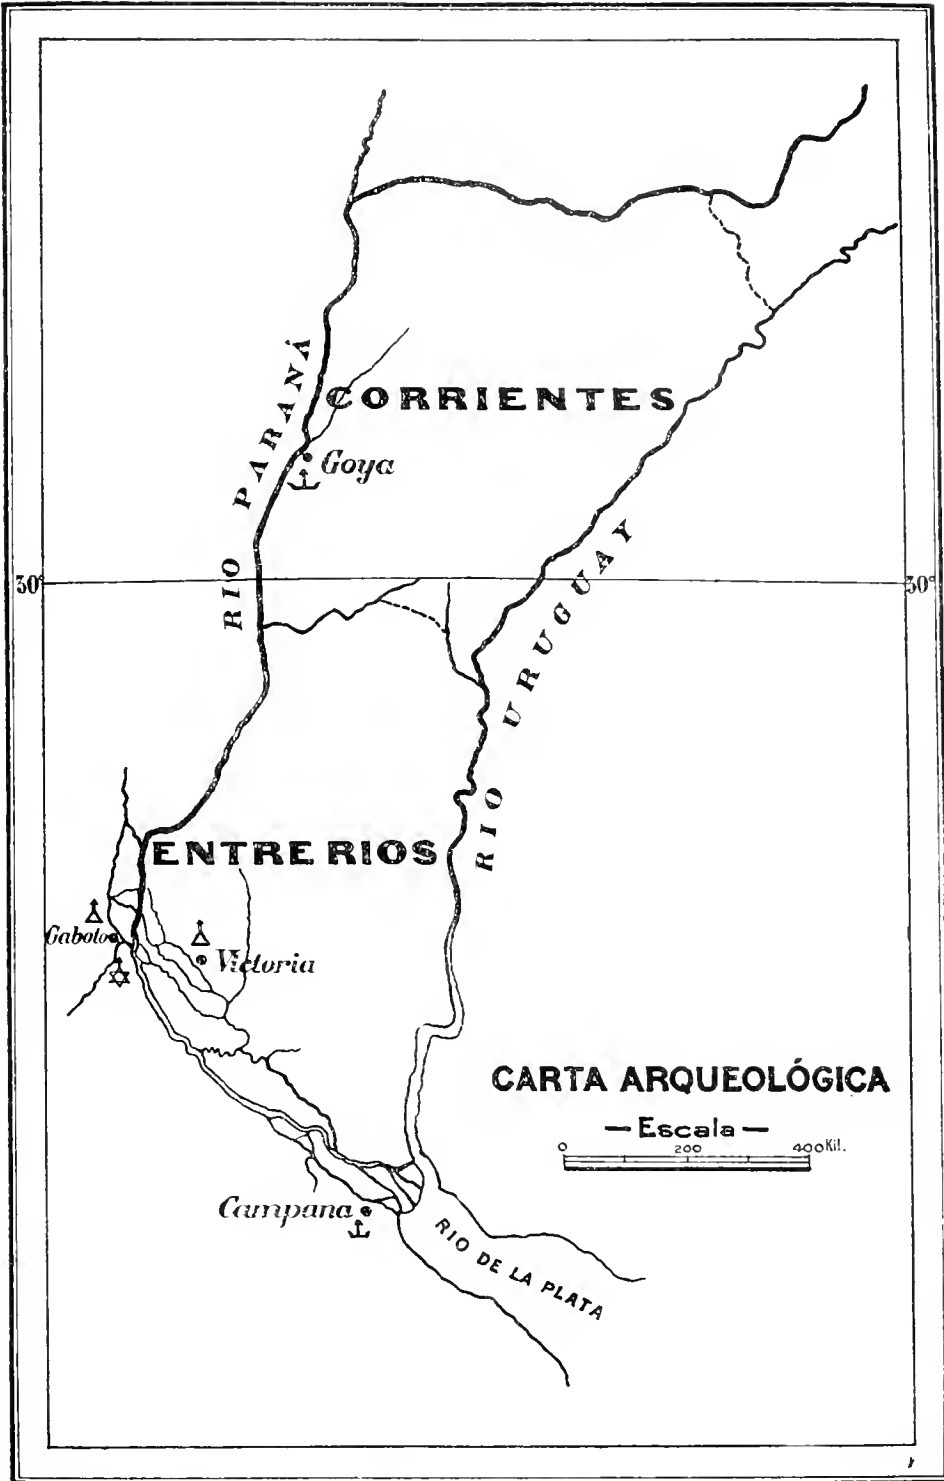 RIO PARANÁ
CORRIENTES
Goya
30° 30°
RIO URUGUAY
ENTRE RIOS
Gaboto
Victoria
CARTA ARQUEOLÓGICA
— Escala —
0 200 400 Kil.
Campana
RIO DE LA PLATA